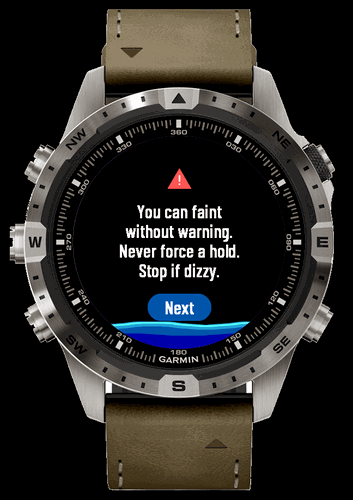 360
NW
NE
330
030
300
060
You can faint
without warning.
Never force a hold.
Stop if dizzy.
W
270
090
E
Next
240
120
SW
SE
210
150
180
GARMIN
S